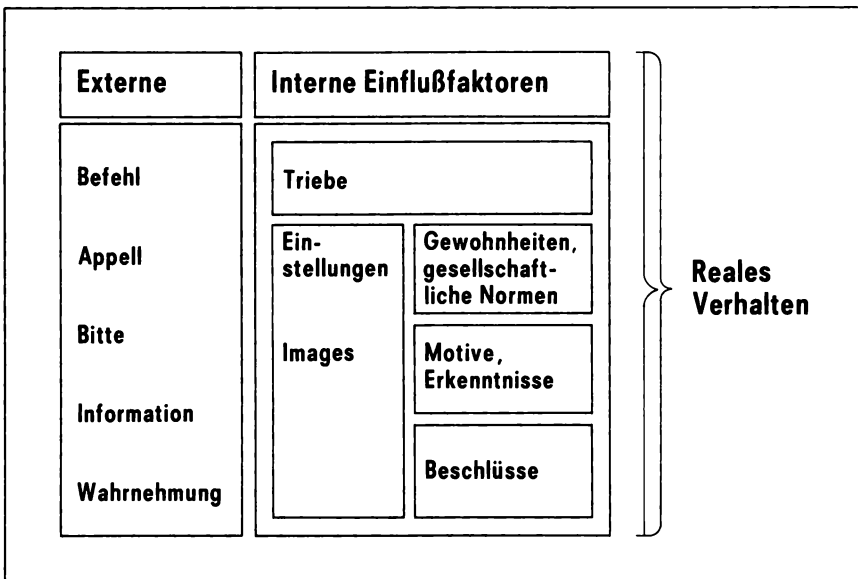 Externe
Interne Einflußfaktoren
Befehl
Appell
Bitte
Information
Wahrnehmung
Triebe
Ein-
stellungen
Images
Gewohnheiten,
gesellschaft-
liche Normen
Motive,
Erkenntnisse
Beschlüsse
Reales
Verhalten